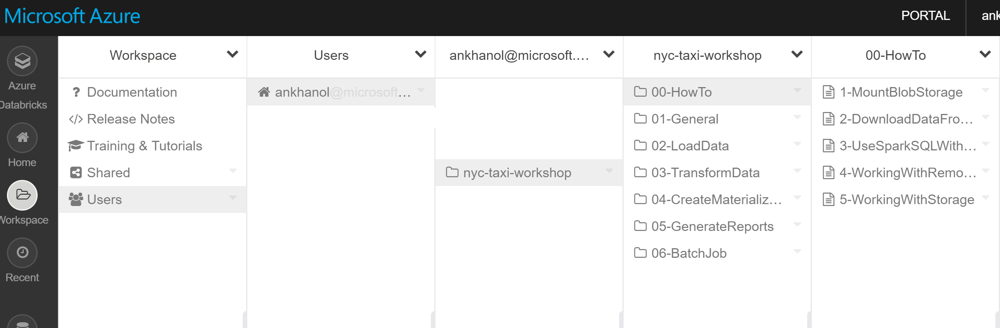 Microsoft Azure
PORTAL
ank
Azure
Databricks
Home
Workspace
Recent
Workspace
Documentation
Release Notes
Training & Tutorials
Shared
Users
Users
ankhanol@microsoft...
ankhanol@microsoft....
nyc-taxi-workshop
nyc-taxi-workshop
00-HowTo
01-General
02-LoadData
03-TransformData
04-CreateMaterializ...
05-GenerateReports
06-BatchJob
00-HowTo
1-MountBlobStorage
2-DownloadDataFro...
3-UseSparkSQLWith...
4-WorkingWithRemo...
5-WorkingWithStorage